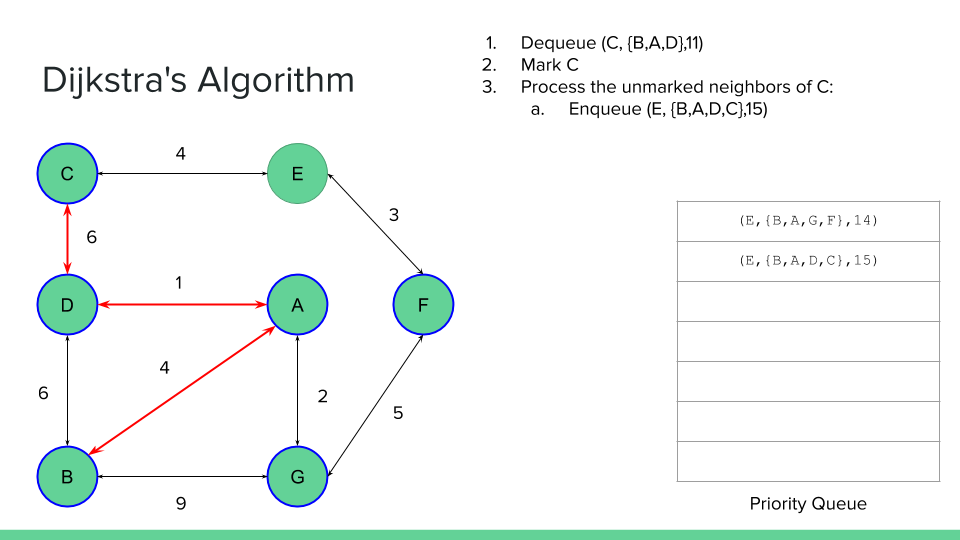 Dijkstra's Algorithm
1. Dequeue (C, {B,A,D},11)
2. Mark C
3. Process the unmarked neighbors of C:
a. Enqueue (E, {B,A,D,C},15)
C
4
E
3
6
D
1
A
F
6
4
2
5
B
9
G
(E,{B,A,G,F},14)
(E,{B,A,D,C},15)
Priority Queue